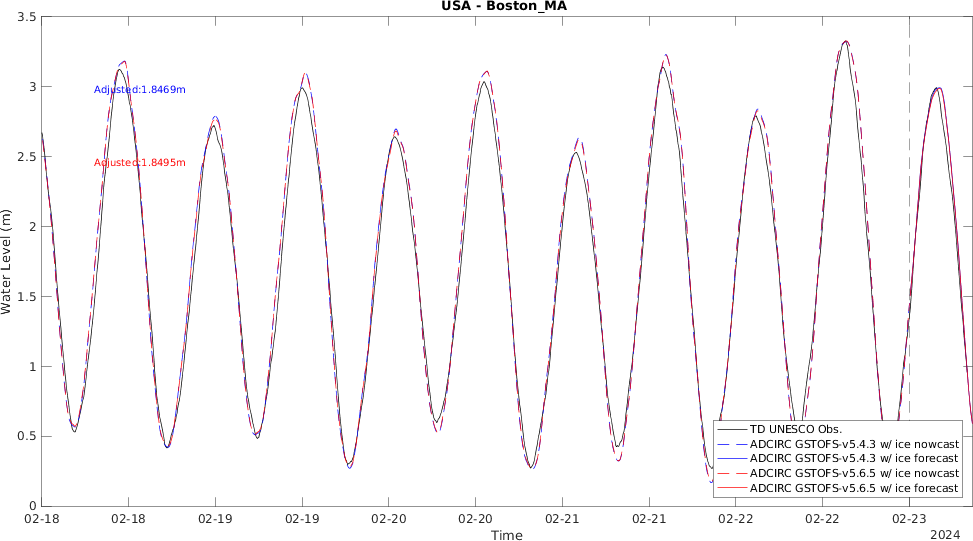 USA - Boston_MA
3.5
3
2.5
2
1.5
1
0.5
0
Water Level (m)
Adjusted:1.8469m
Adjusted:1.8495m
TD UNESCO Obs.
ADCIRC GSTOFS-v5.4.3 w/ ice nowcast
ADCIRC GSTOFS-v5.4.3 w/ ice forecast
ADCIRC GSTOFS-v5.6.5 w/ ice nowcast
ADCIRC GSTOFS-v5.6.5 w/ ice forecast
02-18 02-18 02-19 02-19 02-20 02-20 02-21 02-21 02-22 02-22 02-23
Time
2024